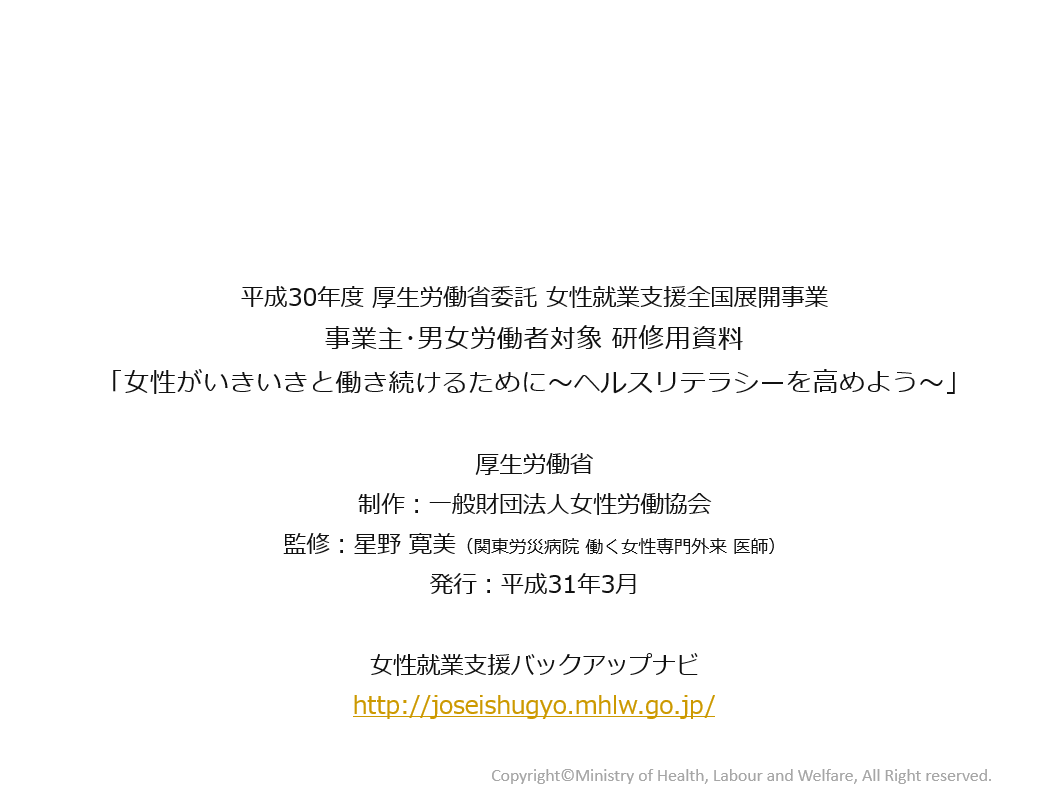 平成30年度 厚生労働省委託 女性就業支援全国展開事業
事業主･男女労働者対象 研修用資料
「女性がいきいきと働き続けるために～ヘルスリテラシーを高めよう～」
厚生労働省
制作：一般財団法人女性労働協会
監修：星野 寛美（関東労災病院 働く女性専門外来 医師）
発行：平成31年3月
女性就業支援バックアップナビ
http://joseishugyo.mhlw.go.jp/
Copyright©Ministry of Health, Labour and Welfare, All Right reserved.